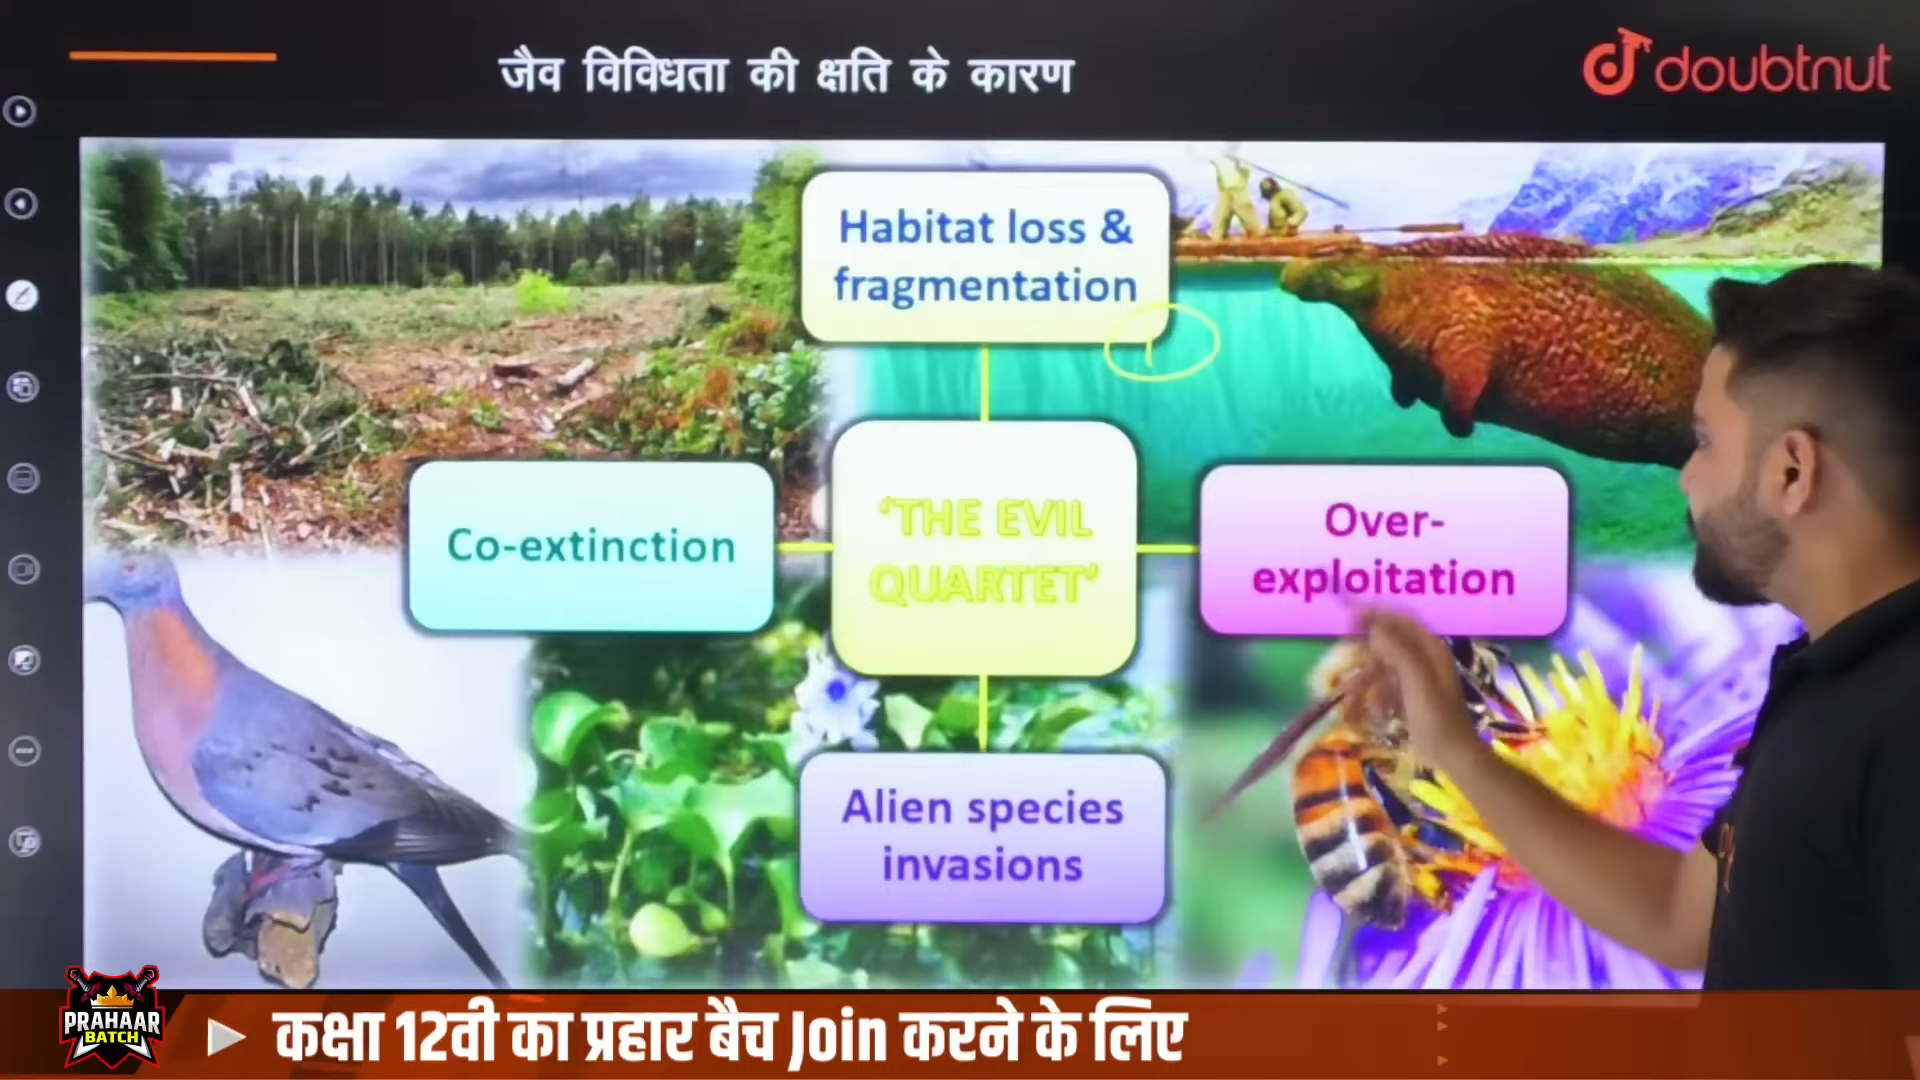 जैव विविधता की क्षति के कारण
doubtnut
Habitat loss &
fragmentation
1
Co-extinction
‘THE EVIL
QUARTET’
Over-
exploitation
Alien species
invasions
PRAHAAR
BATCH
कक्षा 12वी का प्रहार बैच Join करने के लिए